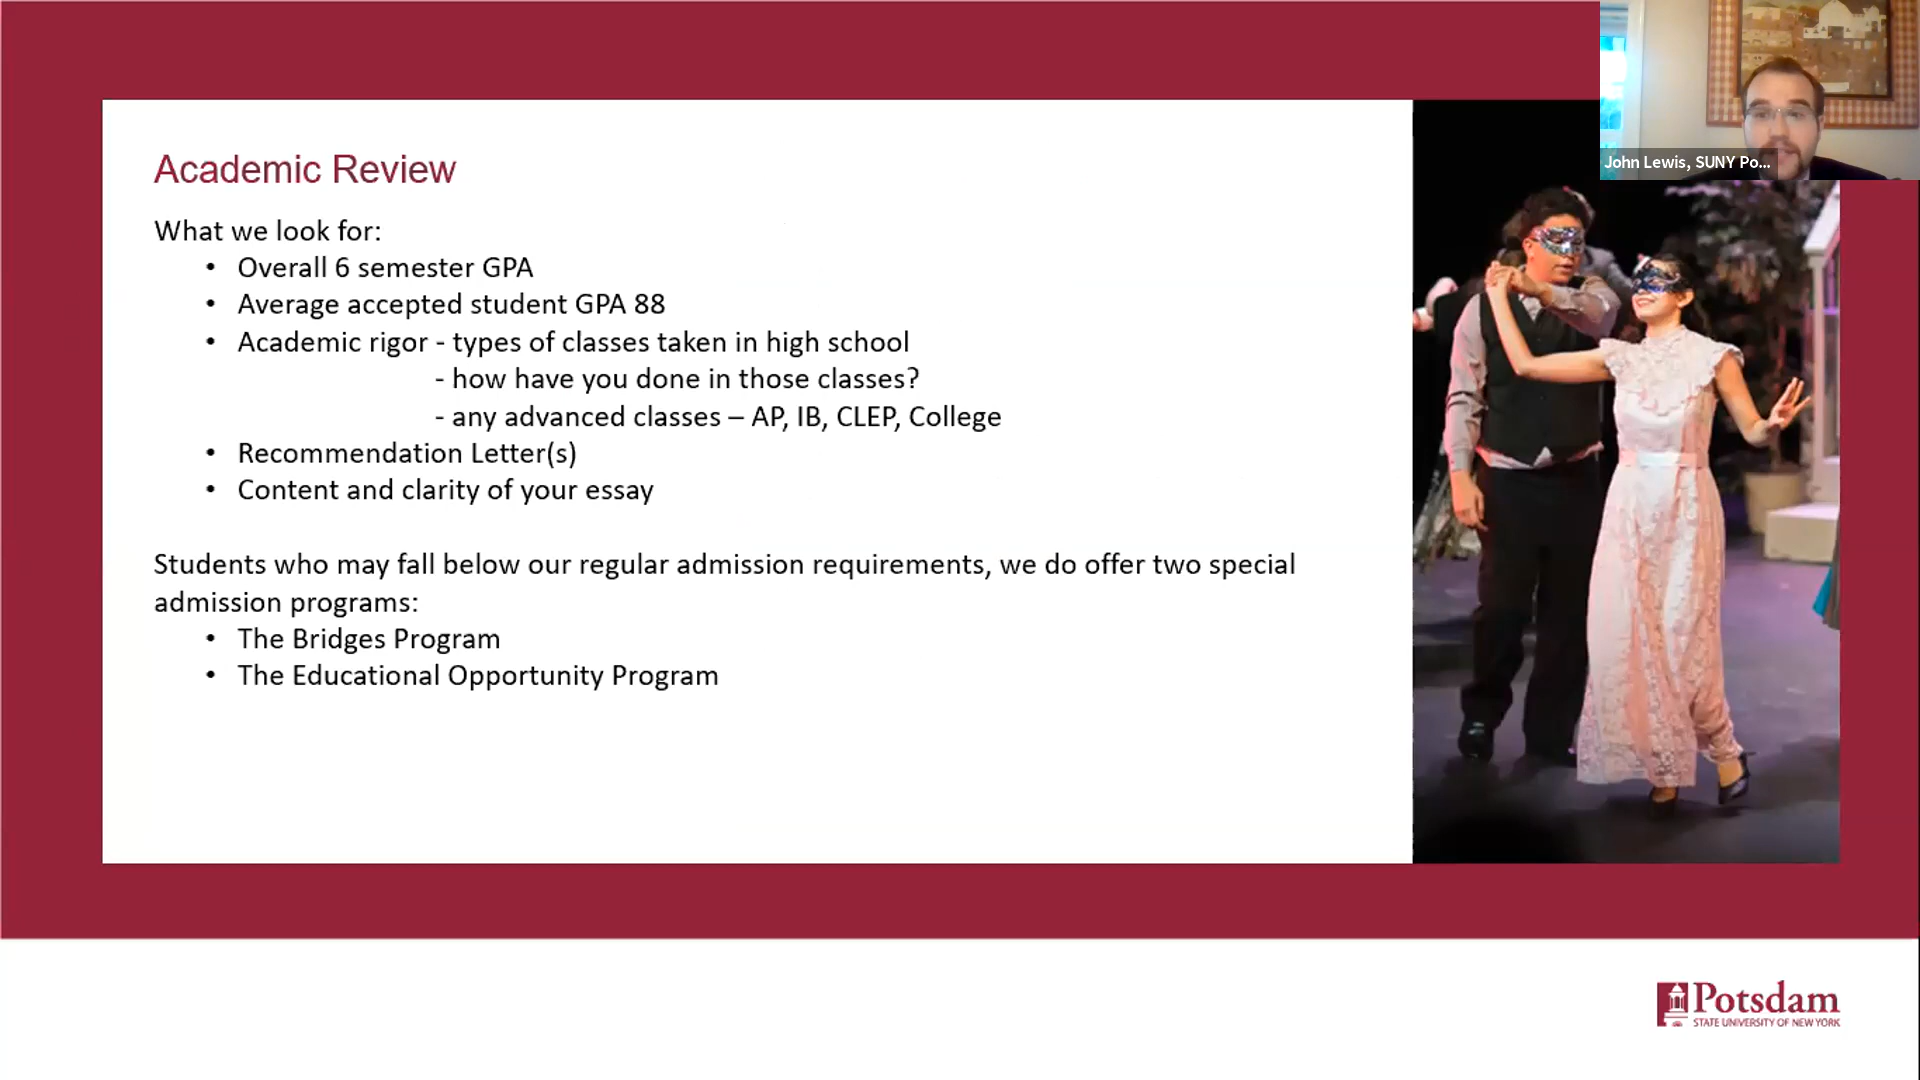 John Lewis, SUNY Po...
Academic Review
What we look for:
• Overall 6 semester GPA
• Average accepted student GPA 88
• Academic rigor - types of classes taken in high school
- how have you done in those classes?
- any advanced classes – AP, IB, CLEP, College
• Recommendation Letter(s)
• Content and clarity of your essay
Students who may fall below our regular admission requirements, we do offer two special
admission programs:
• The Bridges Program
• The Educational Opportunity Program
Potsdam
STATE UNIVERSITY OF NEW YORK